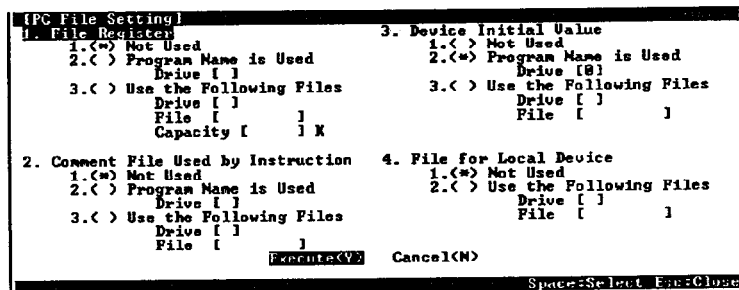 [PC File Setting]
1. File Register
1.(*) Not Used
2.( ) Program Name is Used
Drive [ ]
3.( ) Use the Following Files
Drive [ ]
File [ ]
Capacity [ ] K
2. Comment File Used by Instruction
1.(*) Not Used
2.( ) Program Name is Used
Drive [ ]
3.( ) Use the Following Files
Drive [ ]
File [ ]
3. Device Initial Value
1.( ) Not Used
2.(*) Program Name is Used
Drive [0]
3.( ) Use the Following Files
Drive [ ]
File [ ]
4. File for Local Device
1.(*) Not Used
2.( ) Use the Following Files
Drive [ ]
File [ ]
Execute(Y) Cancel(N)
Space:Select Esc:Close